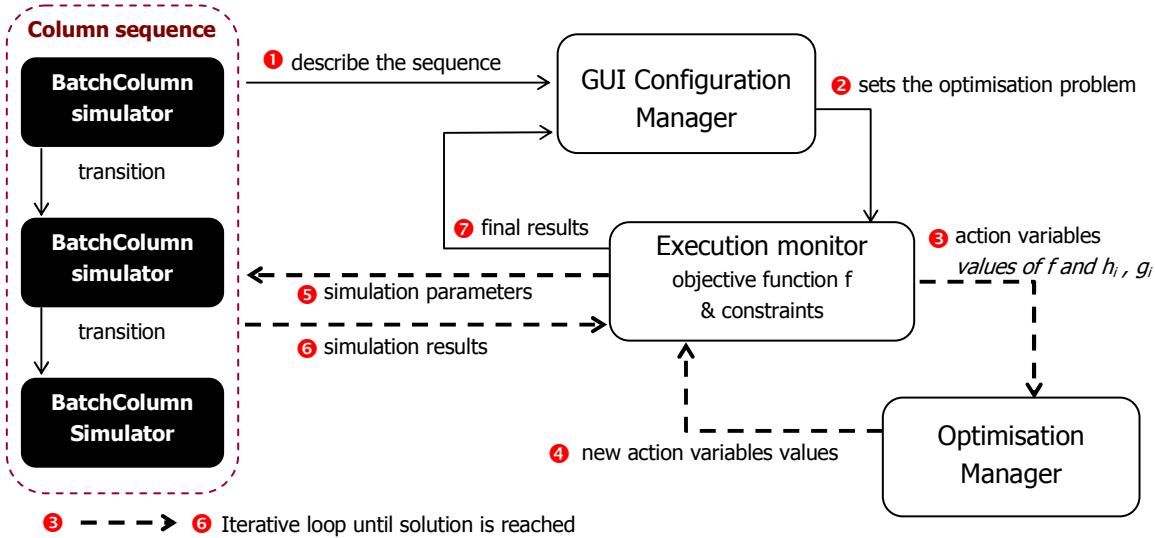 Column sequence
BatchColumn
simulator
transition
BatchColumn
simulator
transition
BatchColumn
Simulator
❶ describe the sequence
GUI Configuration
Manager
❷ sets the optimisation problem
❼ final results
Execution monitor
objective function f
& constraints
❸ action variables
values of f and hᵢ , gᵢ
❺ simulation parameters
❻ simulation results
❹ new action variables values
Optimisation
Manager
❸ ❻ Iterative loop until solution is reached